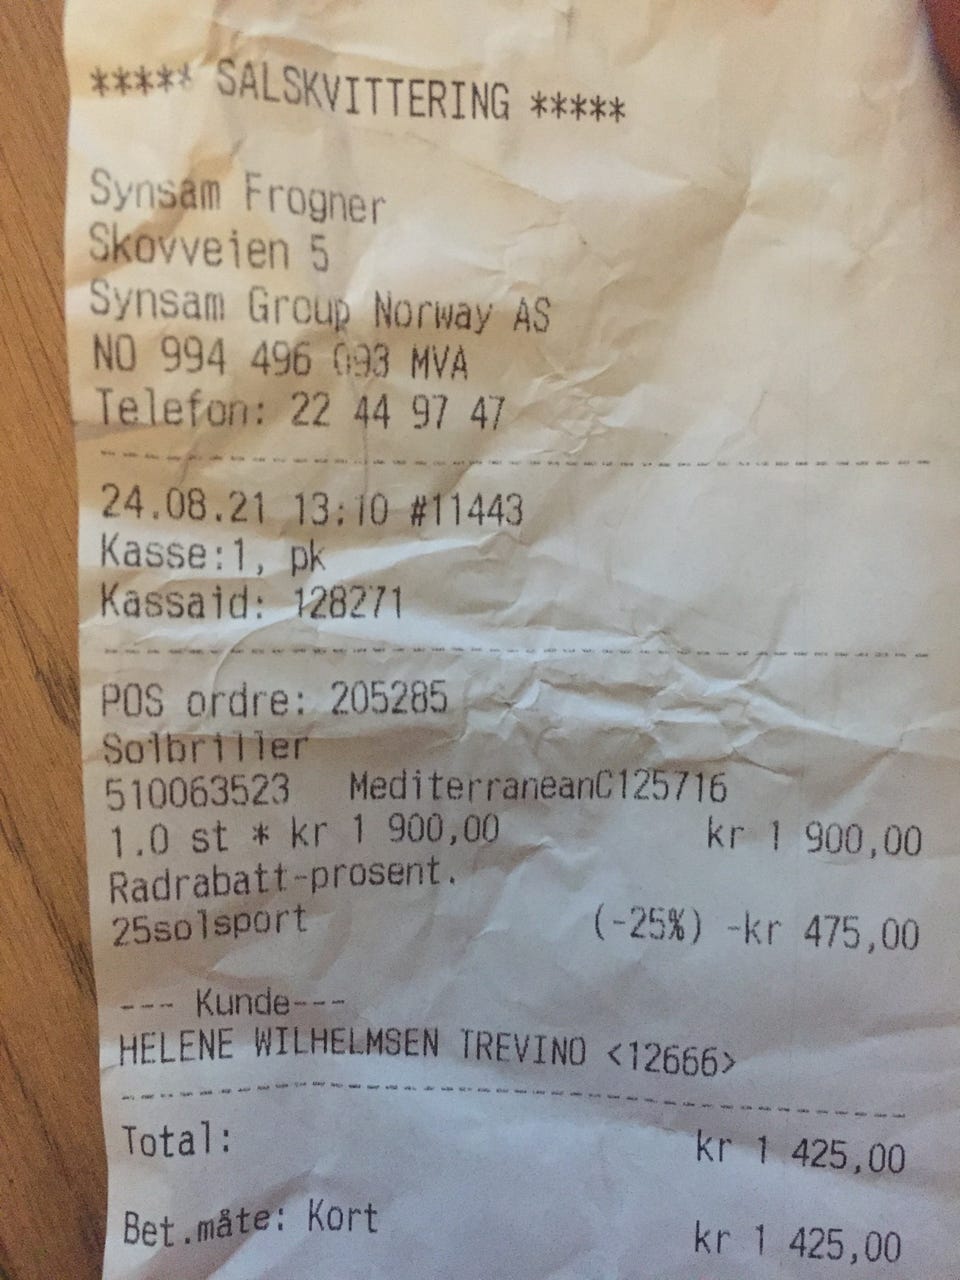 ***** SALSKVITTERING *****
Synsam Frogner
Skovveien 5
Synsam Group Norway AS
NO 994 496 093 MVA
Telefon: 22 44 97 47
24.08.21 13:10 #11443
Kasse:1, pk
Kassaid: 128271
POS ordre: 205285
Solbriller
510063523 MediterraneanC125716
1.0 st * kr 1 900,00 kr 1 900,00
Radrabatt-prosent.
25solsport (-25%) -kr 475,00
--- Kunde---
HELENE WILHELMSEN TREVINO <12666>
Total: kr 1 425,00
Bet.måte: Kort kr 1 425,00